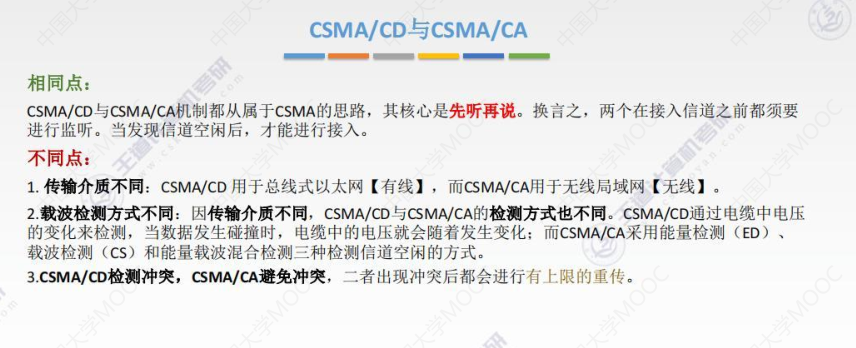 CSMA/CD与CSMA/CA
相同点：
CSMA/CD与CSMA/CA机制都从属于CSMA的思路，其核心是先听再说。换言之，两个在接入信道之前都须要
进行监听。当发现信道空闲后，才能进行接入。
不同点：
1. 传输介质不同：CSMA/CD 用于总线式以太网【有线】，而CSMA/CA用于无线局域网【无线】。
2.载波检测方式不同：因传输介质不同，CSMA/CD与CSMA/CA的检测方式也不同。CSMA/CD通过电缆中电压
的变化来检测，当数据发生碰撞时，电缆中的电压就会随着发生变化；而CSMA/CA采用能量检测（ED）、
载波检测（CS）和能量载波混合检测三种检测信道空闲的方式。
3.CSMA/CD检测冲突，CSMA/CA避免冲突，二者出现冲突后都会进行有上限的重传。